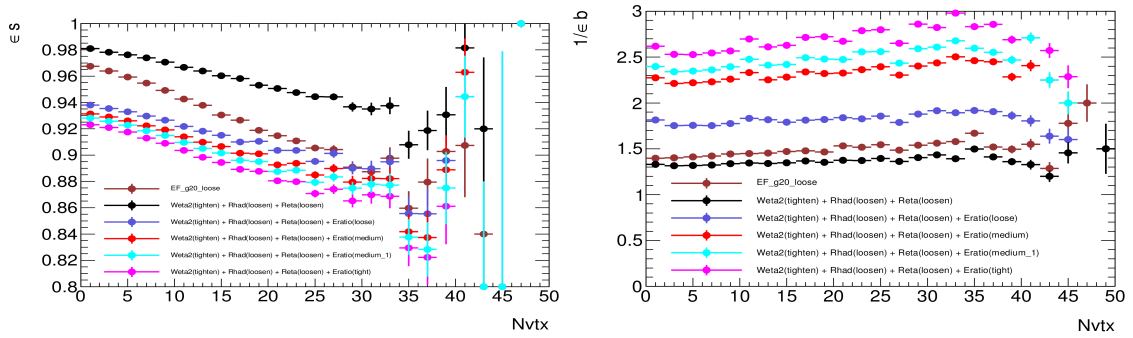 ϵ s
1
0.98
0.96
0.94
0.92
0.9
0.88
0.86
0.84
0.82
0.8
0 5 10 15 20 25 30 35 40 45 50
Nvtx
EF_g20_loose
Weta2(tighten) + Rhad(loosen) + Reta(loosen)
Weta2(tighten) + Rhad(loosen) + Reta(loosen) + Eratio(loose)
Weta2(tighten) + Rhad(loosen) + Reta(loosen) + Eratio(medium)
Weta2(tighten) + Rhad(loosen) + Reta(loosen) + Eratio(medium_1)
Weta2(tighten) + Rhad(loosen) + Reta(loosen) + Eratio(tight)
1/ϵ b
3
2.5
2
1.5
1
0.5
0
0 5 10 15 20 25 30 35 40 45 50
Nvtx
EF_g20_loose
Weta2(tighten) + Rhad(loosen) + Reta(loosen)
Weta2(tighten) + Rhad(loosen) + Reta(loosen) + Eratio(loose)
Weta2(tighten) + Rhad(loosen) + Reta(loosen) + Eratio(medium)
Weta2(tighten) + Rhad(loosen) + Reta(loosen) + Eratio(medium_1)
Weta2(tighten) + Rhad(loosen) + Reta(loosen) + Eratio(tight)